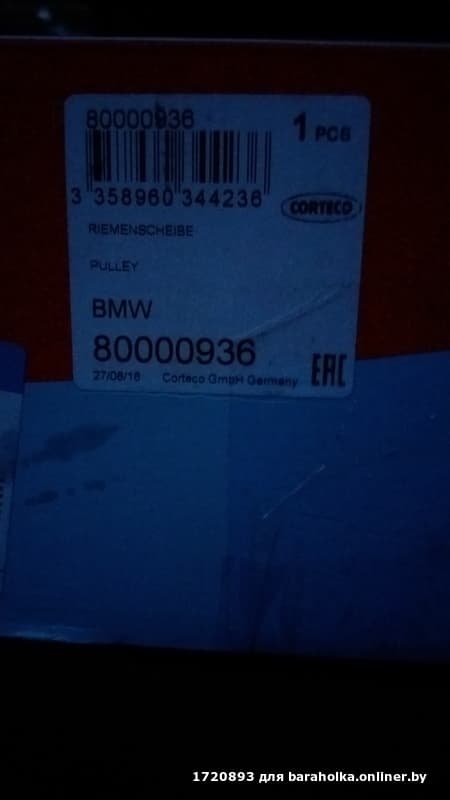 80000936
1 PCS
3 358960 344236
CORTECO
RIEMENSCHEIBE
PULLEY
BMW
80000936
27/06/16 Corteco GmbH Germany
EAC
1720893 для baraholka.onliner.by